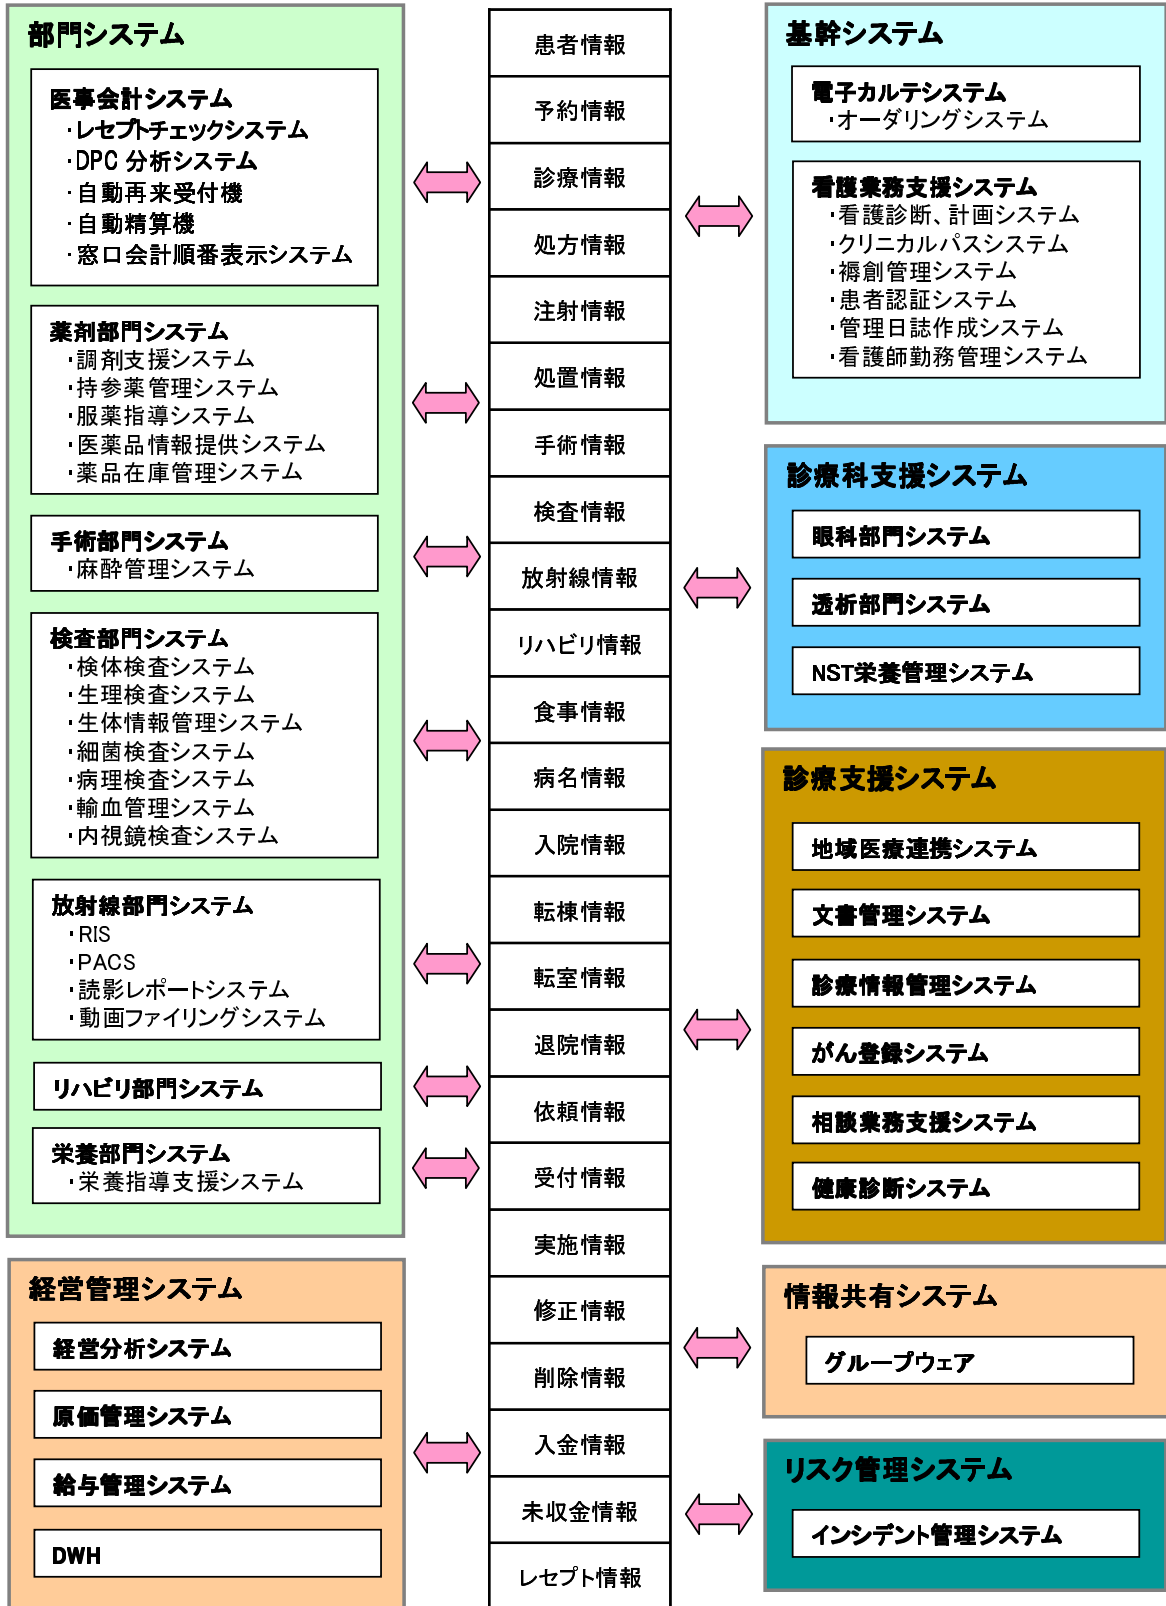 部門システム
医事会計システム
・レセプトチェックシステム
・DPC 分析システム
・自動再来受付機
・自動精算機
・窓口会計順番表示システム
薬剤部門システム
・調剤支援システム
・持参薬管理システム
・服薬指導システム
・医薬品情報提供システム
・薬品在庫管理システム
手術部門システム
・麻酔管理システム
検査部門システム
・検体検査システム
・生理検査システム
・生体情報管理システム
・細菌検査システム
・病理検査システム
・輸血管理システム
・内視鏡検査システム
放射線部門システム
・RIS
・PACS
・読影レポートシステム
・動画ファイリングシステム
リハビリ部門システム
栄養部門システム
・栄養指導支援システム
経営管理システム
経営分析システム
原価管理システム
給与管理システム
DWH
患者情報
予約情報
診療情報
処方情報
注射情報
処置情報
手術情報
検査情報
放射線情報
リハビリ情報
食事情報
病名情報
入院情報
転棟情報
転室情報
退院情報
依頼情報
受付情報
実施情報
修正情報
削除情報
入金情報
未収金情報
レセプト情報
基幹システム
電子カルテシステム
・オーダリングシステム
看護業務支援システム
・看護診断、計画システム
・クリニカルパスシステム
・褥創管理システム
・患者認証システム
・管理日誌作成システム
・看護師勤務管理システム
診療科支援システム
眼科部門システム
透析部門システム
NST栄養管理システム
診療支援システム
地域医療連携システム
文書管理システム
診療情報管理システム
がん登録システム
相談業務支援システム
健康診断システム
情報共有システム
グループウェア
リスク管理システム
インシデント管理システム